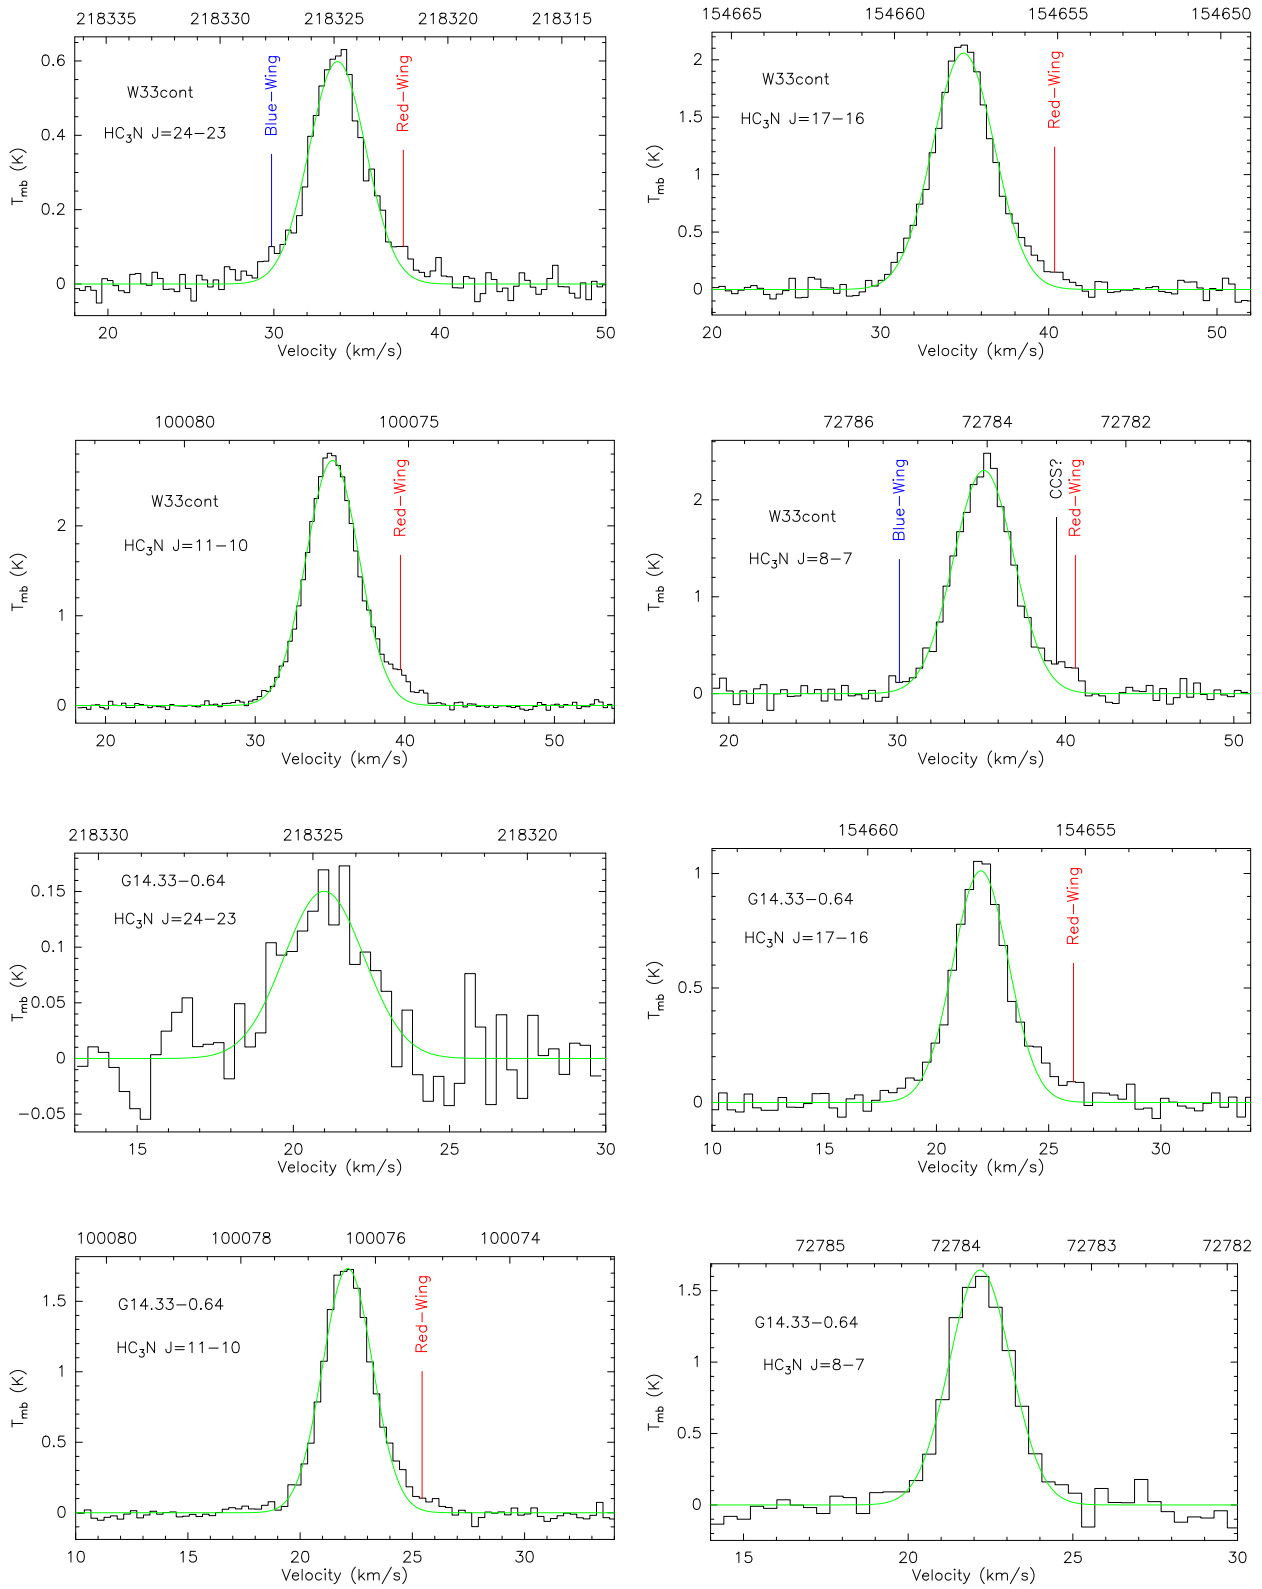 218335 218330 218325 218320 218315
0.6
0.4
0.2
0
T_mb (K)
W33cont
HC₃N J=24−23
Blue−Wing
Red−Wing
20 30 40 50
Velocity (km/s)
154665 154660 154655 154650
2
1.5
1
0.5
0
T_mb (K)
W33cont
HC₃N J=17−16
Red−Wing
20 30 40 50
Velocity (km/s)
100080 100075
2
1
0
T_mb (K)
W33cont
HC₃N J=11−10
Red−Wing
20 30 40 50
Velocity (km/s)
72786 72784 72782
2
1
0
T_mb (K)
W33cont
HC₃N J=8−7
Blue−Wing
CCS?
Red−Wing
20 30 40 50
Velocity (km/s)
218330 218325 218320
0.15
0.1
0.05
0
−0.05
T_mb (K)
G14.33−0.64
HC₃N J=24−23
15 20 25 30
Velocity (km/s)
154660 154655
1
0.5
0
T_mb (K)
G14.33−0.64
HC₃N J=17−16
Red−Wing
10 15 20 25 30
Velocity (km/s)
100080 100078 100076 100074
1.5
1
0.5
0
T_mb (K)
G14.33−0.64
HC₃N J=11−10
Red−Wing
10 15 20 25 30
Velocity (km/s)
72785 72784 72783 72782
1.5
1
0.5
0
T_mb (K)
G14.33−0.64
HC₃N J=8−7
15 20 25 30
Velocity (km/s)